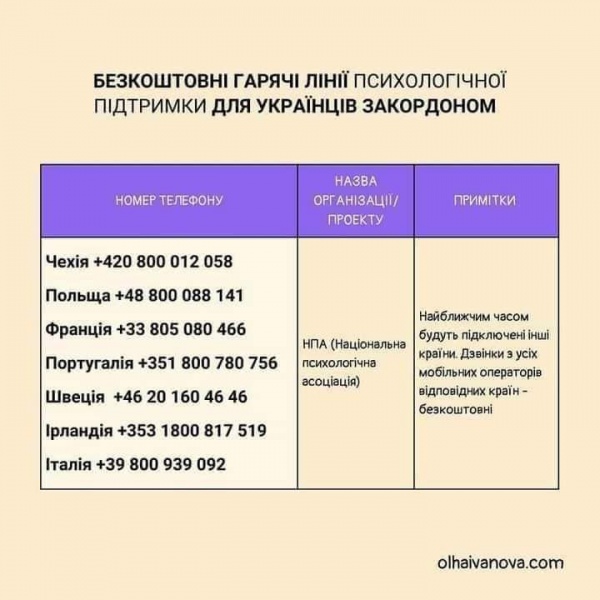 БЕЗКОШТОВНІ ГАРЯЧІ ЛІНІЇ ПСИХОЛОГІЧНОЇ
ПІДТРИМКИ ДЛЯ УКРАЇНЦІВ ЗАКОРДОНОМ
НОМЕР ТЕЛЕФОНУ
НАЗВА
ОРГАНІЗАЦІЇ/
ПРОЕКТУ
ПРИМІТКИ
Чехія +420 800 012 058
Польща +48 800 088 141
Франція +33 805 080 466
Португалія +351 800 780 756
Швеція +46 20 160 46 46
Ірландія +353 1800 817 519
Італія +39 800 939 092
НПА (Національна
психологічна
асоціація)
Найближчим часом
будуть підключені інші
країни. Дзвінки з усіх
мобільних операторів
відповідних країн –
безкоштовні
olhaivanova.com